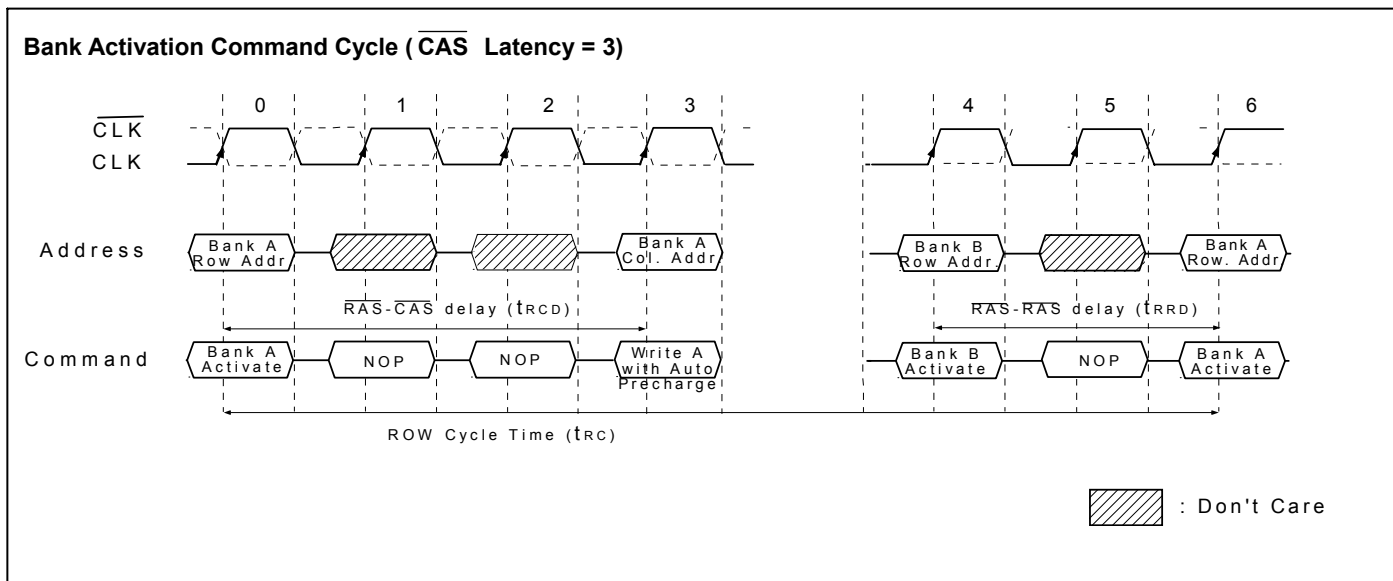 Bank Activation Command Cycle ( CAS Latency = 3)
0 1 2 3 4 5 6
CLK
CLK
Address
Bank A
Row Addr
Bank A
Col. Addr
Bank B
Row Addr.
Bank A
Row. Addr
RAS-CAS delay (tRCD)
RAS-RAS delay (tRRD)
Command
Bank A
Activate
NOP
NOP
Write A
with Auto
Precharge
Bank B
Activate
NOP
Bank A
Activate
ROW Cycle Time (tRC)
: Don't Care